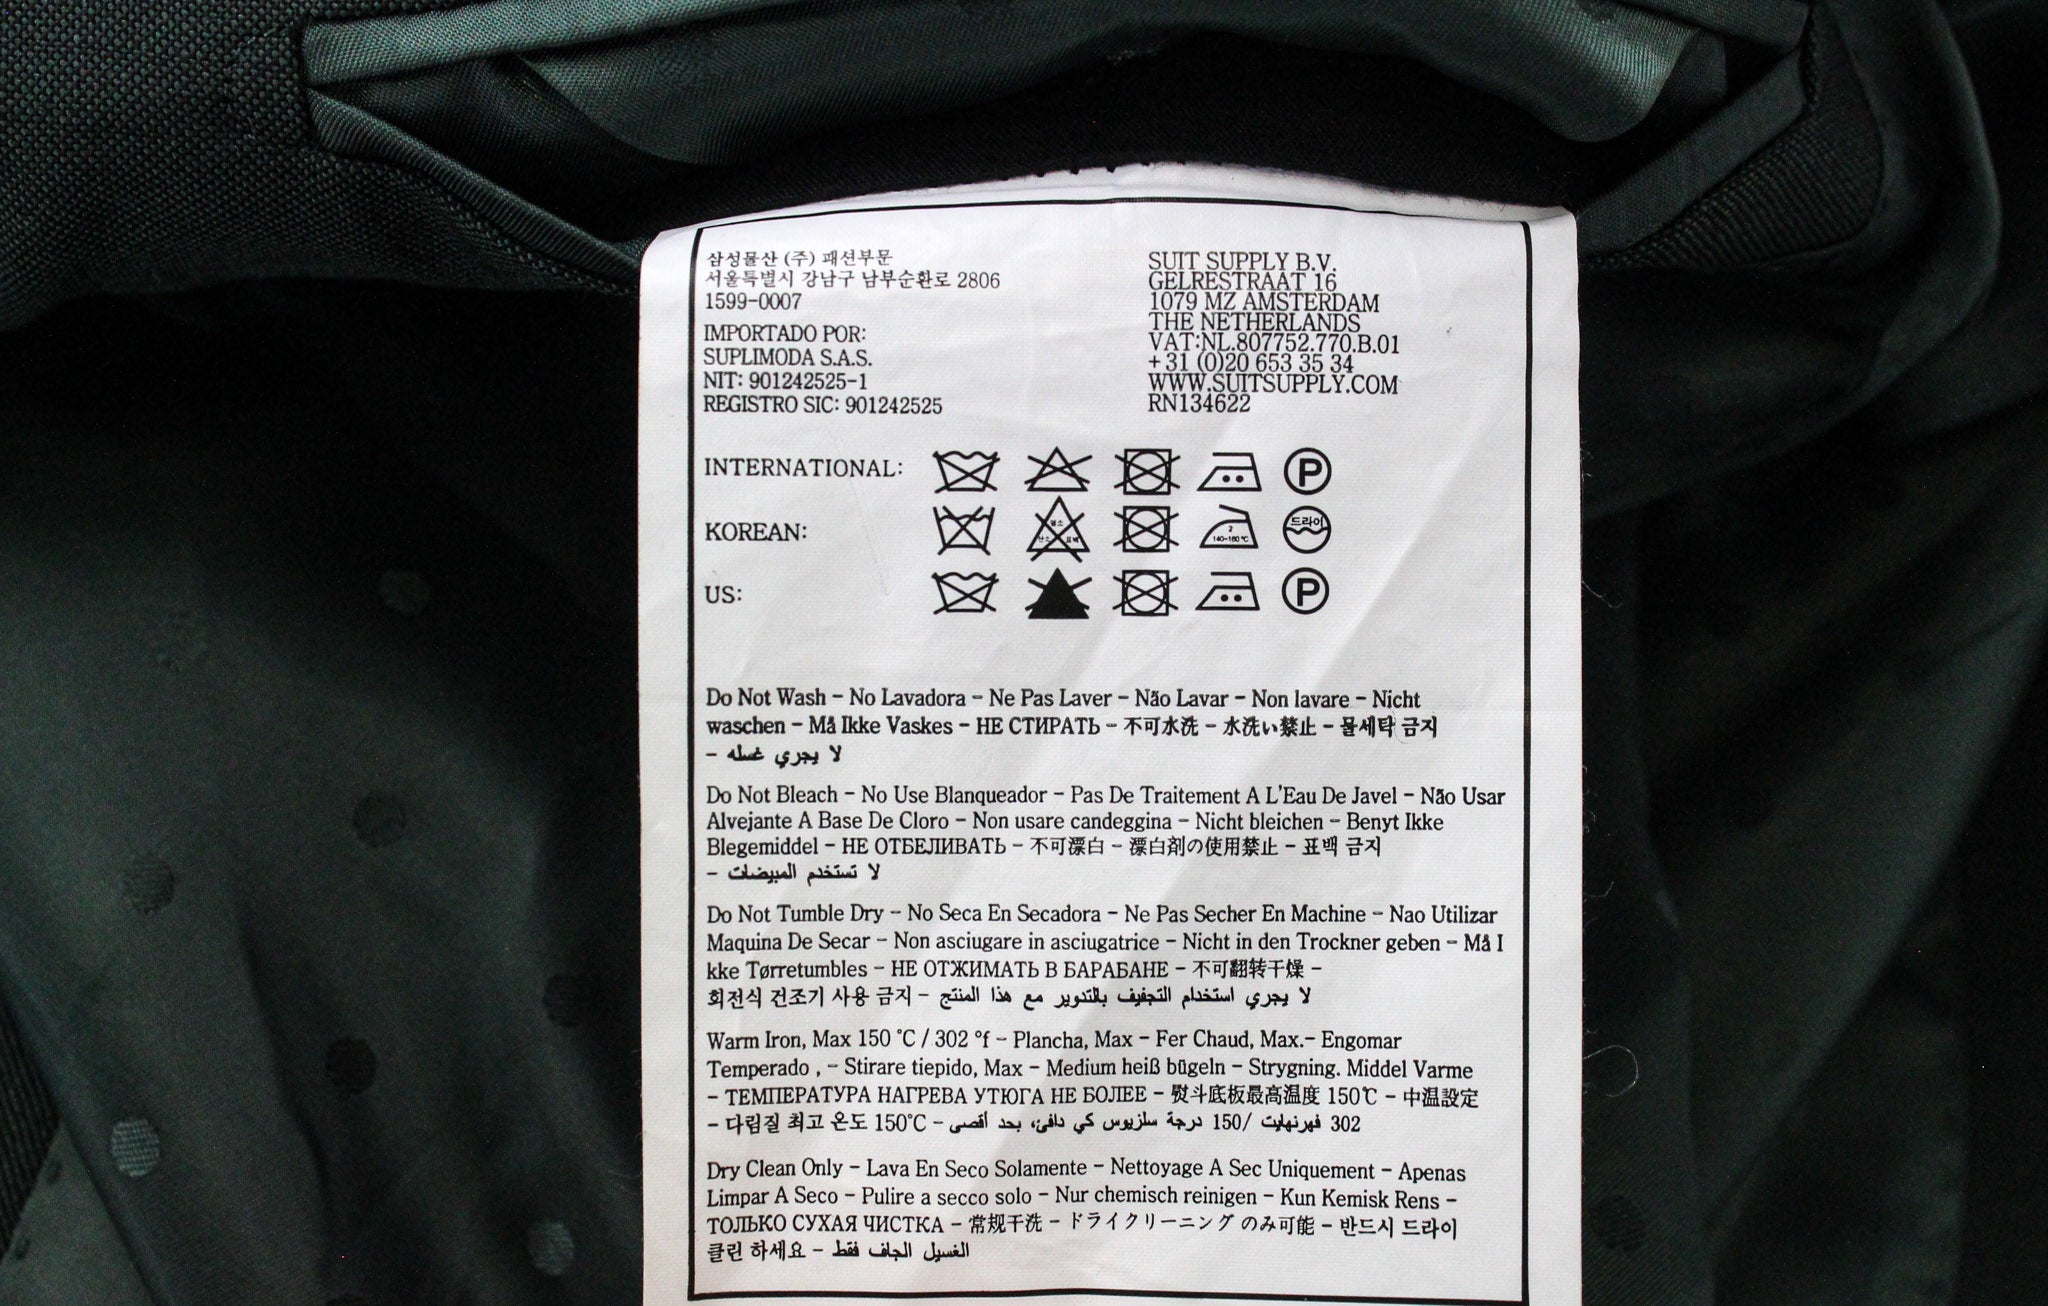 삼성물산 (주) 패션부문
서울특별시 강남구 남부순환로 2806
1599-0007
IMPORTADO POR:
SUPLIMODA S.A.S.
NIT: 901242525-1
REGISTRO SIC: 901242525
SUIT SUPPLY B.V.
GELRESTRAAT 16
1079 MZ AMSTERDAM
THE NETHERLANDS
VAT:NL.807752.770.B.01
+31 (0)20 653 35 34
WWW.SUITSUPPLY.COM
RN134622
INTERNATIONAL:
P
KOREAN:
염소
산소 표백
2
140~160℃
드라이
US:
P
Do Not Wash - No Lavadora - Ne Pas Laver - Não Lavar - Non lavare - Nicht
waschen - Må Ikke Vaskes - НЕ СТИРАТЬ - 不可水洗 - 水洗い禁止 - 물세탁 금지
- لا يجري غسله
Do Not Bleach - No Use Blanqueador - Pas De Traitement A L'Eau De Javel - Não Usar
Alvejante A Base De Cloro - Non usare candeggina - Nicht bleichen - Benyt Ikke
Blegemiddel - НЕ ОТБЕЛИВАТЬ - 不可漂白 - 漂白剤の使用禁止 - 표백 금지
- لا تستخدم المبيضات
Do Not Tumble Dry - No Seca En Secadora - Ne Pas Secher En Machine - Nao Utilizar
Maquina De Secar - Non asciugare in asciugatrice - Nicht in den Trockner geben - Må I
kke Tørretumbles - НЕ ОТЖИМАТЬ В БАРАБАНЕ - 不可翻转干燥 -
회전식 건조기 사용 금지 - لا يجري استخدام التجفيف بالتدوير مع هذا المنتج
Warm Iron, Max 150 °C / 302 °f - Plancha, Max - Fer Chaud, Max.- Engomar
Temperado , - Stirare tiepido, Max - Medium heiß bügeln - Strygning. Middel Varme
- ТЕМПЕРАТУРА НАГРЕВА УТЮГА НЕ БОЛЕЕ - 熨斗底板最高温度 150℃ - 中温設定
- 다림질 최고 온도 150℃ - 302 فهرنهايت /150 درجة سلزيوس كي دافئ، بحد أقصى
Dry Clean Only - Lava En Seco Solamente - Nettoyage A Sec Uniquement - Apenas
Limpar A Seco - Pulire a secco solo - Nur chemisch reinigen - Kun Kemisk Rens -
ТОЛЬКО СУХАЯ ЧИСТКА - 常规干洗 - ドライクリーニング のみ可能 - 반드시 드라이
클린 하세요 - الغسيل الجاف فقط